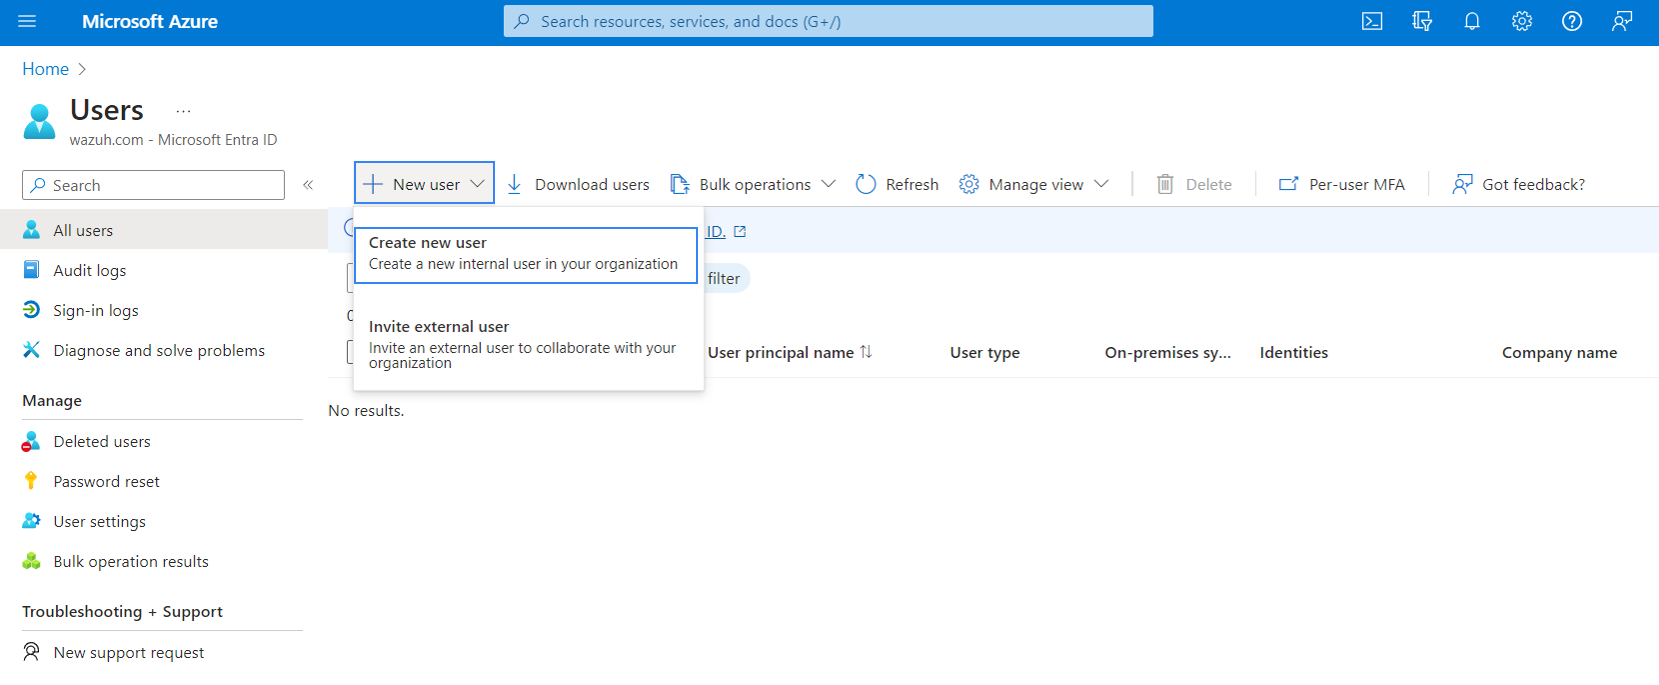 Microsoft Azure
Search resources, services, and docs (G+/)
Home
Users
...
wazuh.com - Microsoft Entra ID
Search
New user
Download users
Bulk operations
Refresh
Manage view
Delete
Per-user MFA
Got feedback?
All users
Audit logs
Sign-in logs
Diagnose and solve problems
Manage
Deleted users
Password reset
User settings
Bulk operation results
Troubleshooting + Support
New support request
Create new user
Create a new internal user in your organization
Invite external user
Invite an external user to collaborate with your
organization
ID.
filter
User principal name
User type
On-premises sy...
Identities
Company name
No results.